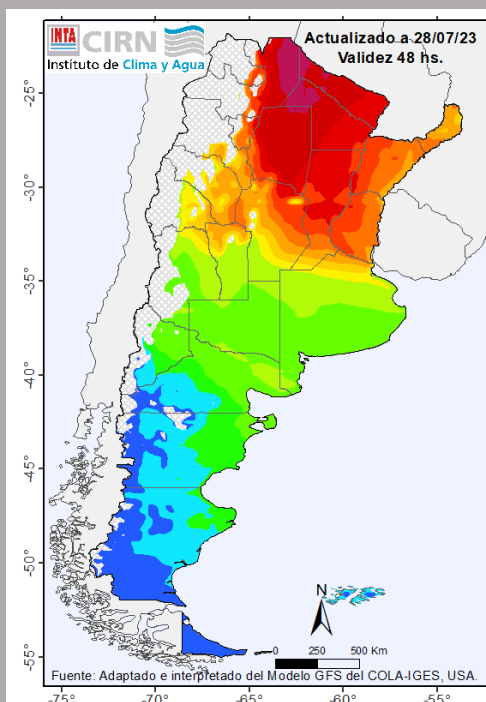 INTA CIRN
Instituto de Clima y Agua
Actualizado a 28/07/23
Validez 48 hs.
-25°
-30°
-35°
-40°
-45°
-50°
-55°
N
0 250 500 Km
Fuente: Adaptado e interpretado del Modelo GFS del COLA-IGES, USA.
-75° -70° -65° -60° -55°